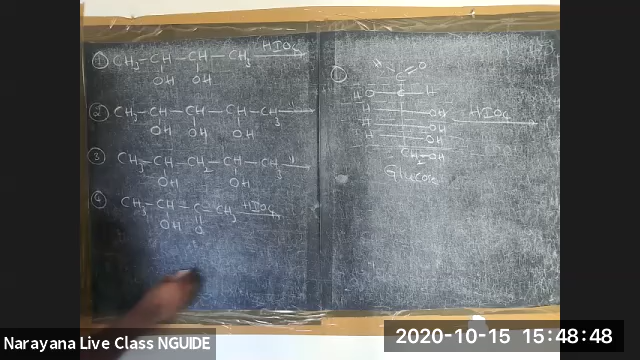 ① CH₃–CH–CH–CH₃ HIO₄
OH OH
② CH₃–CH–CH–CH–CH₃ "
OH OH OH
③ CH₃–CH–CH₂–CH–CH₃ "
OH OH
④ CH₃–CH–C–CH₃ HIO₄
OH O
①
H O
C
HO C H
H OH
H OH HIO₄
H OH
CH₂–OH
Glucose
Narayana Live Class NGUIDE
2020-10-15 15:48:48